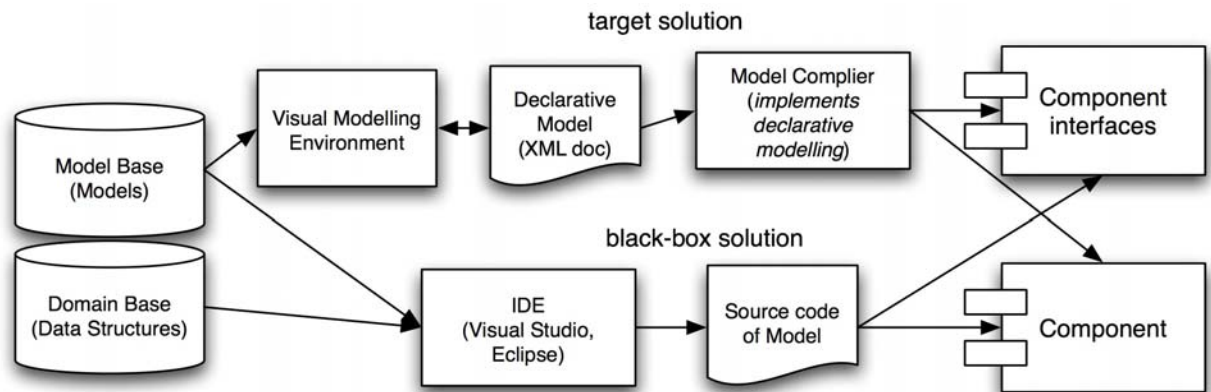 target solution
Model Base
(Models)
Domain Base
(Data Structures)
Visual Modelling
Environment
Declarative
Model
(XML doc)
Model Complier
(implements
declarative
modelling)
Component
interfaces
black-box solution
IDE
(Visual Studio,
Eclipse)
Source code
of Model
Component